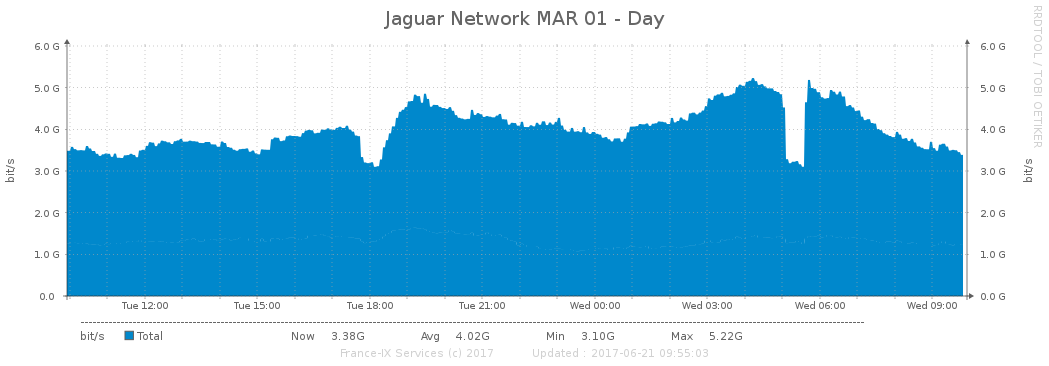 Jaguar Network MAR 01 - Day
RRDTOOL / TOBI OETIKER
bit/s
6.0 G
5.0 G
4.0 G
3.0 G
2.0 G
1.0 G
0.0
6.0 G
5.0 G
4.0 G
3.0 G
2.0 G
1.0 G
0.0 G
bit/s
Tue 12:00 Tue 15:00 Tue 18:00 Tue 21:00 Wed 00:00 Wed 03:00 Wed 06:00 Wed 09:00
bit/s Total Now 3.38G Avg 4.02G Min 3.10G Max 5.22G
France-IX Services (c) 2017 Updated : 2017-06-21 09:55:03